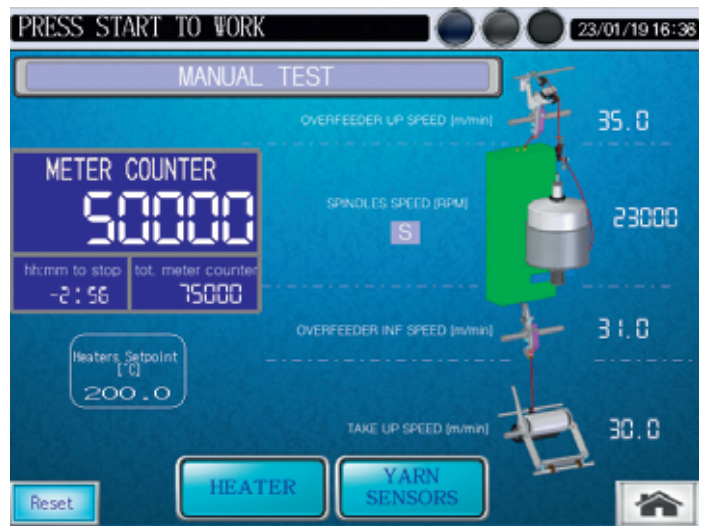 PRESS START TO WORK
23/01/19 16:36
MANUAL TEST
OVERFEEDER UP SPEED [m/min]
35.0
METER COUNTER
50000
SPINDLES SPEED [RPM]
S
23000
hh:mm to stop
tot. meter counter
-2:56
75000
OVERFEEDER INF SPEED [m/min]
31.0
Heaters Setpoint
[°C]
200.0
TAKE UP SPEED [m/min]
30.0
HEATER
YARN
SENSORS
Reset